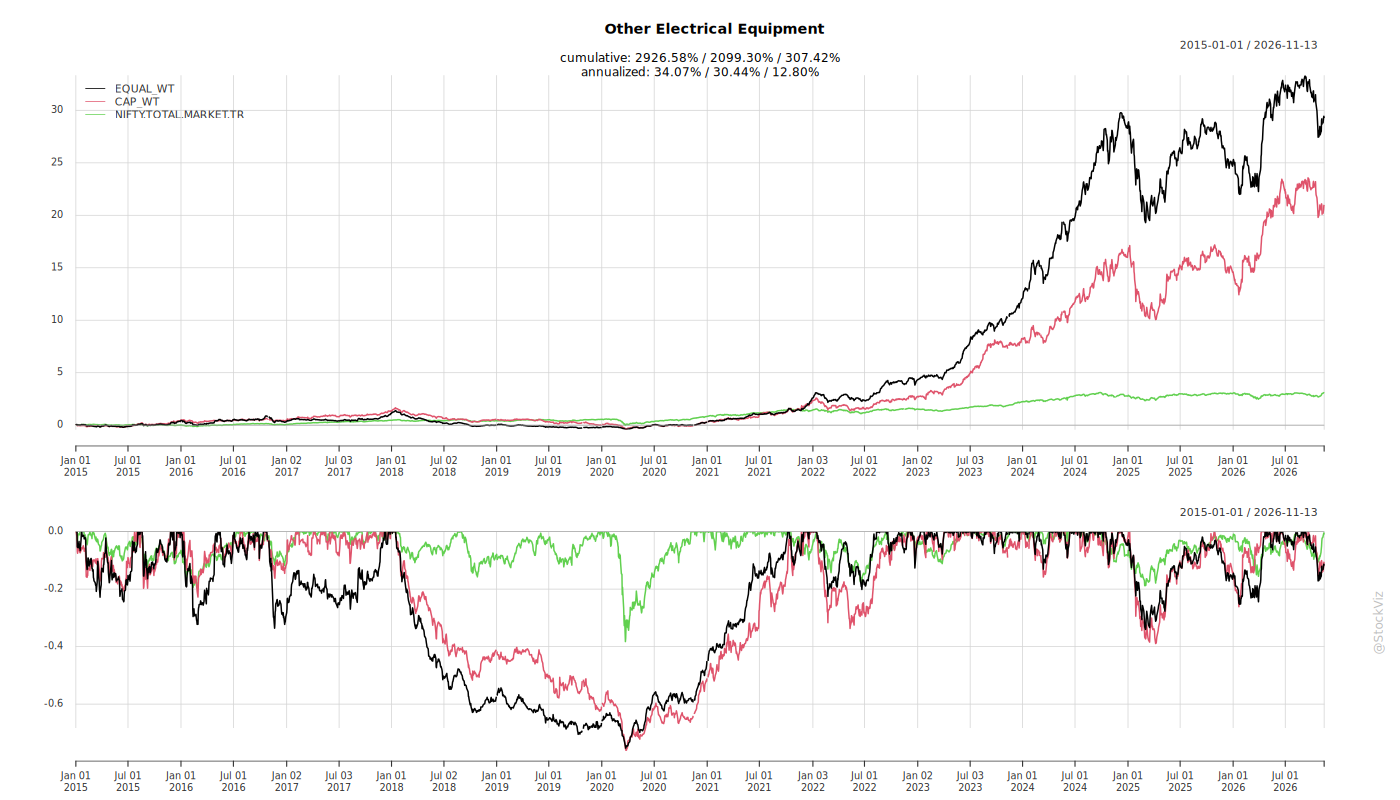 Other Electrical Equipment
2015-01-01 / 2026-11-13
cumulative: 2926.58% / 2099.30% / 307.42%
annualized: 34.07% / 30.44% / 12.80%
EQUAL_WT
CAP_WT
NIFTY.TOTAL.MARKET.TR
30
25
20
15
10
5
0
Jan 01 Jul 01 Jan 01 Jul 01 Jan 02 Jul 03 Jan 01 Jul 02 Jan 01 Jul 01 Jan 01 Jul 01 Jan 01 Jul 01 Jan 03 Jul 01 Jan 02 Jul 03 Jan 01 Jul 01 Jan 01 Jul 01 Jan 01 Jul 01
2015 2015 2016 2016 2017 2017 2018 2018 2019 2019 2020 2020 2021 2021 2022 2022 2023 2023 2024 2024 2025 2025 2026 2026
2015-01-01 / 2026-11-13
0.0
-0.2
-0.4
-0.6
Jan 01 Jul 01 Jan 01 Jul 01 Jan 02 Jul 03 Jan 01 Jul 02 Jan 01 Jul 01 Jan 01 Jul 01 Jan 01 Jul 01 Jan 03 Jul 01 Jan 02 Jul 03 Jan 01 Jul 01 Jan 01 Jul 01 Jan 01 Jul 01
2015 2015 2016 2016 2017 2017 2018 2018 2019 2019 2020 2020 2021 2021 2022 2022 2023 2023 2024 2024 2025 2025 2026 2026
@StockViz